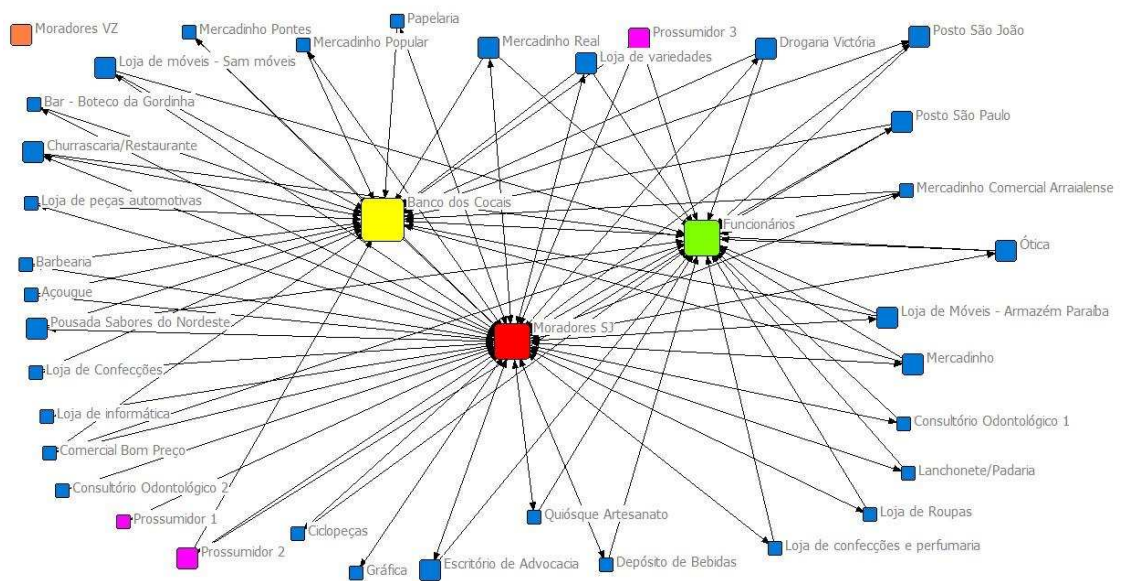 Moradores VZ
Mercadinho Pontes
Papelaria
Mercadinho Popular
Mercadinho Real
Prossumidor 3
Loja de variedades
Drogaria Victória
Posto São João
Loja de móveis - Sam móveis
Bar - Boteco da Gordinha
Posto São Paulo
Churrascaria/Restaurante
Mercadinho Comercial Arraialense
Loja de peças automotivas
Banco dos Cocais
Funcionários
Ótica
Barbearia
Açougue
Loja de Móveis - Armazém Paraíba
Pousada Sabores do Nordeste
Moradores SJ
Mercadinho
Loja de Confecções
Loja de informática
Consultório Odontológico 1
Comercial Bom Preço
Lanchonete/Padaria
Consultório Odontológico 2
Loja de Roupas
Prossumidor 1
Quiósque Artesanato
Ciclopeças
Loja de confecções e perfumaria
Prossumidor 2
Gráfica
Escritório de Advocacia
Depósito de Bebidas